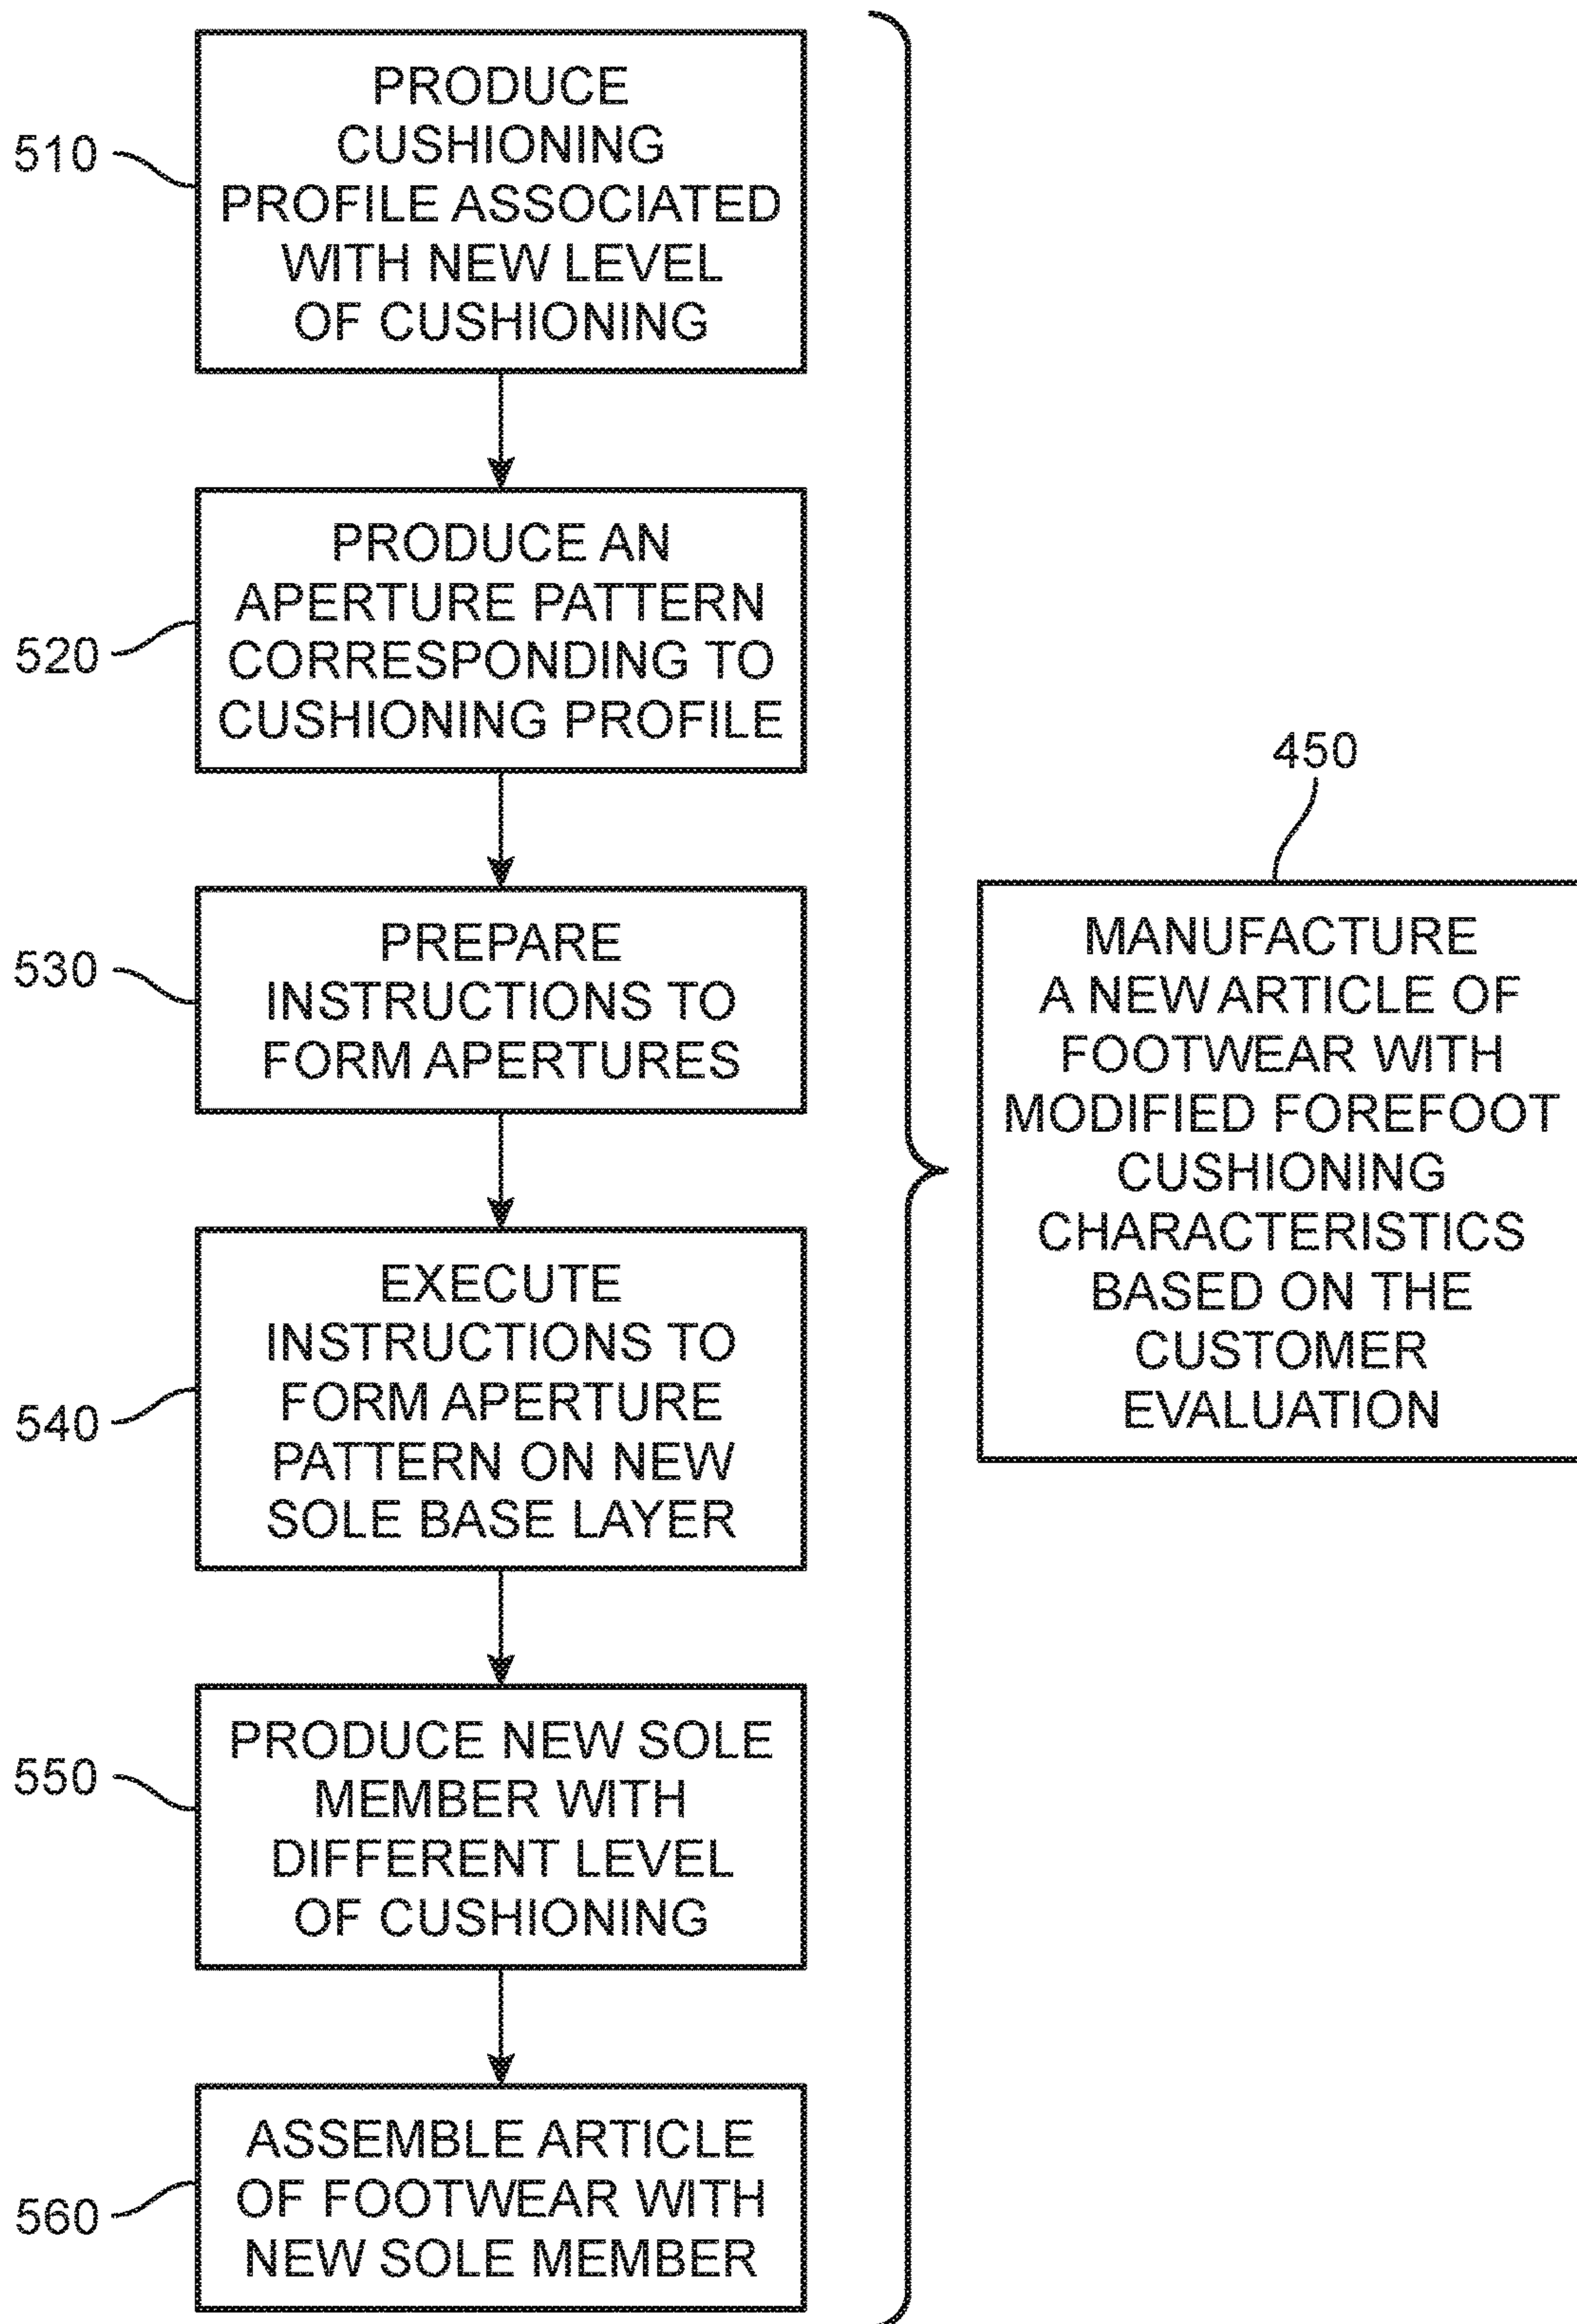 510
PRODUCE
CUSHIONING
PROFILE ASSOCIATED
WITH NEW LEVEL
OF CUSHIONING
520
PRODUCE AN
APERTURE PATTERN
CORRESPONDING TO
CUSHIONING PROFILE
530
PREPARE
INSTRUCTIONS TO
FORM APERTURES
540
EXECUTE
INSTRUCTIONS TO
FORM APERTURE
PATTERN ON NEW
SOLE BASE LAYER
550
PRODUCE NEW SOLE
MEMBER WITH
DIFFERENT LEVEL
OF CUSHIONING
560
ASSEMBLE ARTICLE
OF FOOTWEAR WITH
NEW SOLE MEMBER
450
MANUFACTURE
A NEW ARTICLE OF
FOOTWEAR WITH
MODIFIED FOREFOOT
CUSHIONING
CHARACTERISTICS
BASED ON THE
CUSTOMER
EVALUATION